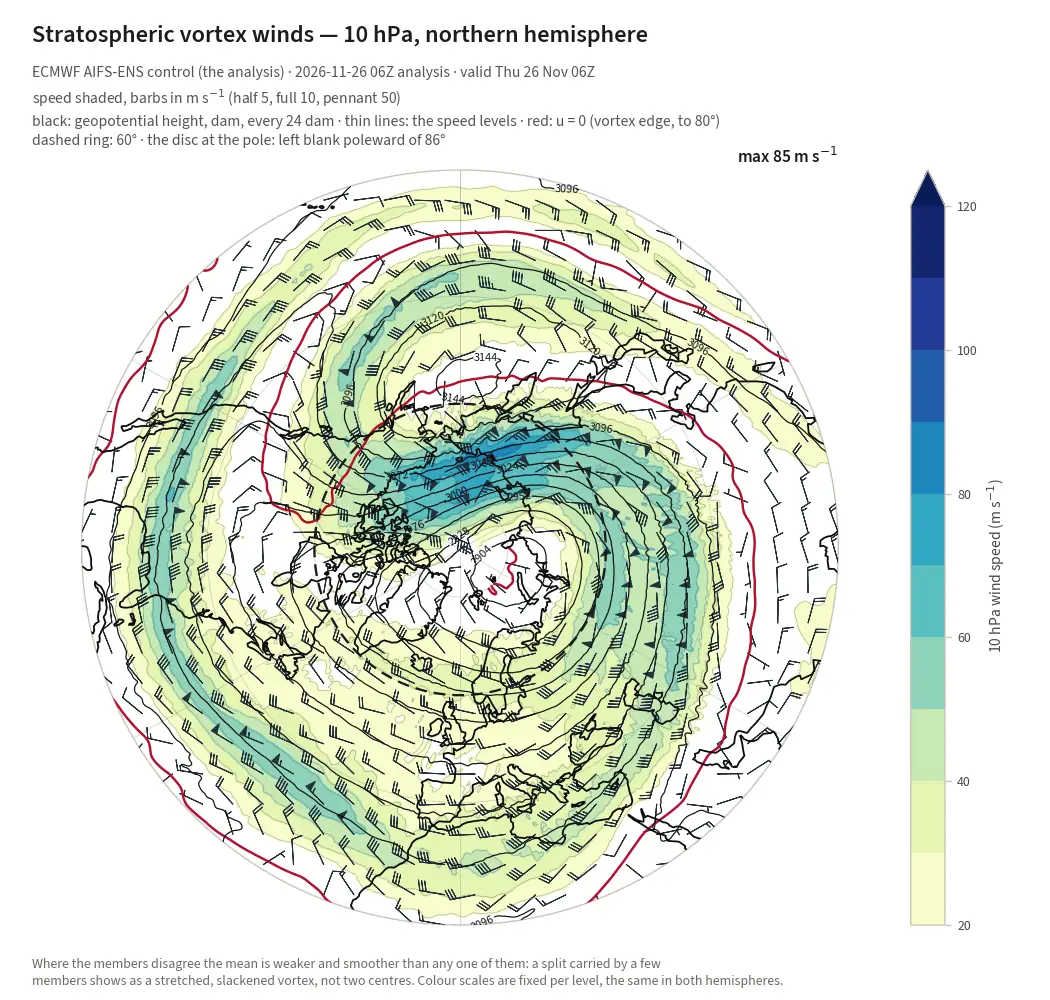 Stratospheric vortex winds — 10 hPa, northern hemisphere
ECMWF AIFS-ENS control (the analysis) · 2026-11-26 06Z analysis · valid Thu 26 Nov 06Z
speed shaded, barbs in m s⁻¹ (half 5, full 10, pennant 50)
black: geopotential height, dam, every 24 dam · thin lines: the speed levels · red: u = 0 (vortex edge, to 80°)
dashed ring: 60° · the disc at the pole: left blank poleward of 86°
max 85 m s⁻¹
3096
3120
3120
3096
3144
3096
3144
3096
3000
2904
3096
120
100
80
60
40
20
10 hPa wind speed (m s⁻¹)
Where the members disagree the mean is weaker and smoother than any one of them: a split carried by a few
members shows as a stretched, slackened vortex, not two centres. Colour scales are fixed per level, the same in both hemispheres.